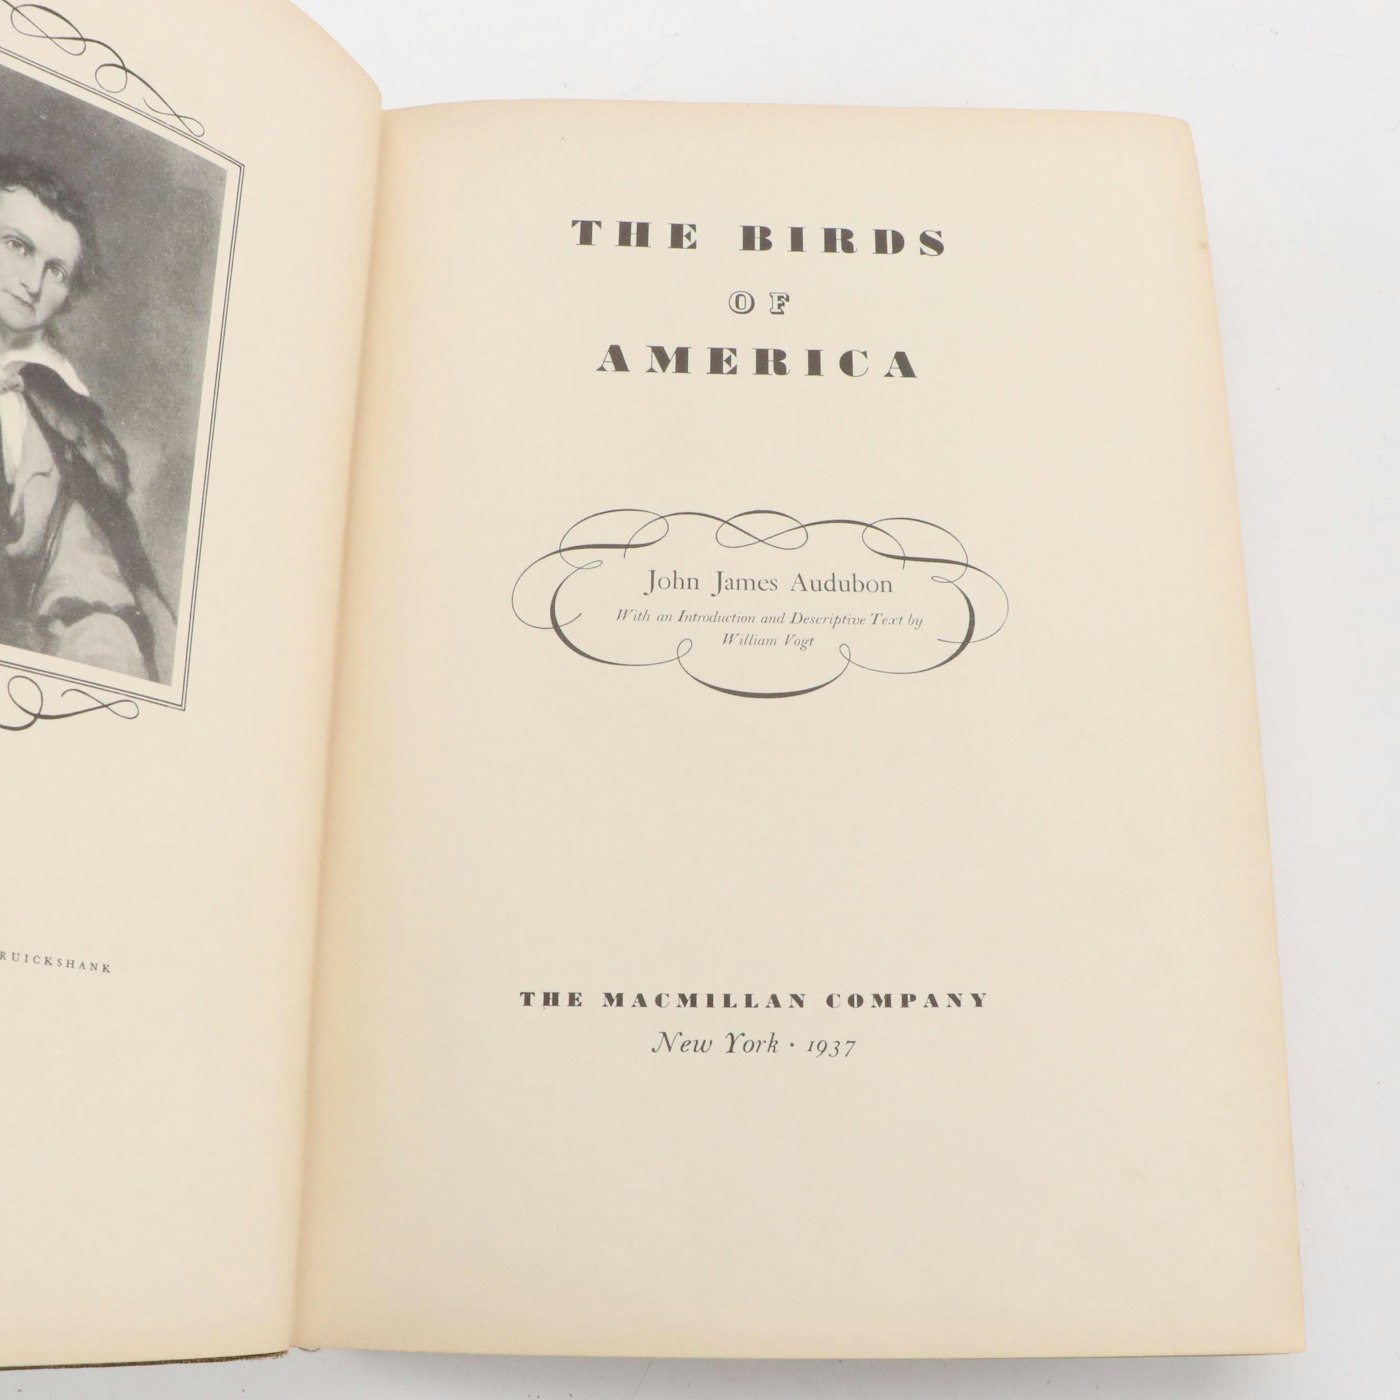 RUICKSHANK
THE BIRDS
OF
AMERICA
John James Audubon
With an Introduction and Descriptive Text by
William Vogt
THE MACMILLAN COMPANY
New York · 1937